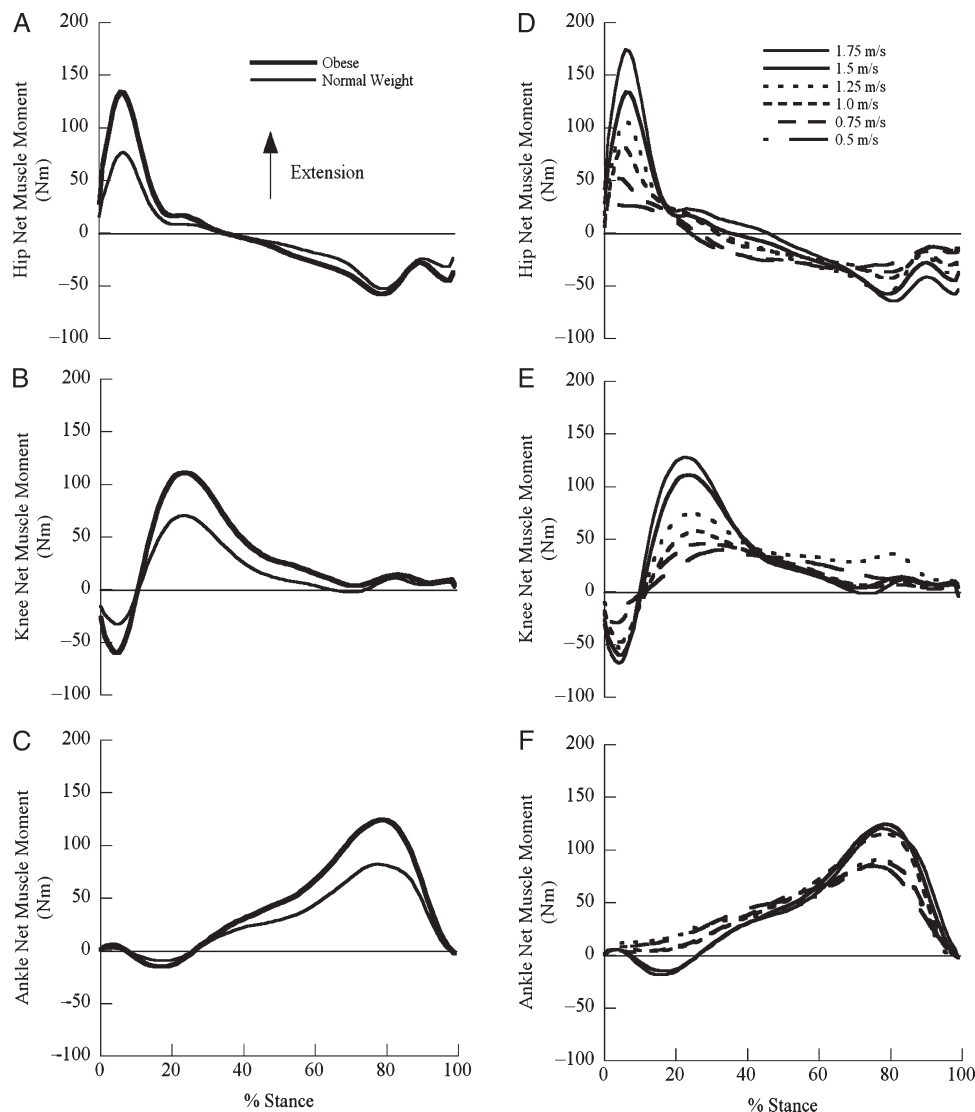 A
200
150
100
50
0
−50
−100
Hip Net Muscle Moment
(Nm)
Obese
Normal Weight
Extension
B
200
150
100
50
0
−50
−100
Knee Net Muscle Moment
(Nm)
C
200
150
100
50
0
−50
−100
Ankle Net Muscle Moment
(Nm)
0 20 40 60 80 100
% Stance
D
200
150
100
50
0
−50
−100
Hip Net Muscle Moment
(Nm)
1.75 m/s
1.5 m/s
1.25 m/s
1.0 m/s
0.75 m/s
0.5 m/s
E
200
150
100
50
0
−50
−100
Knee Net Muscle Moment
(Nm)
F
200
150
100
50
0
−50
−100
Ankle Net Muscle Moment
(Nm)
0 20 40 60 80 100
% Stance